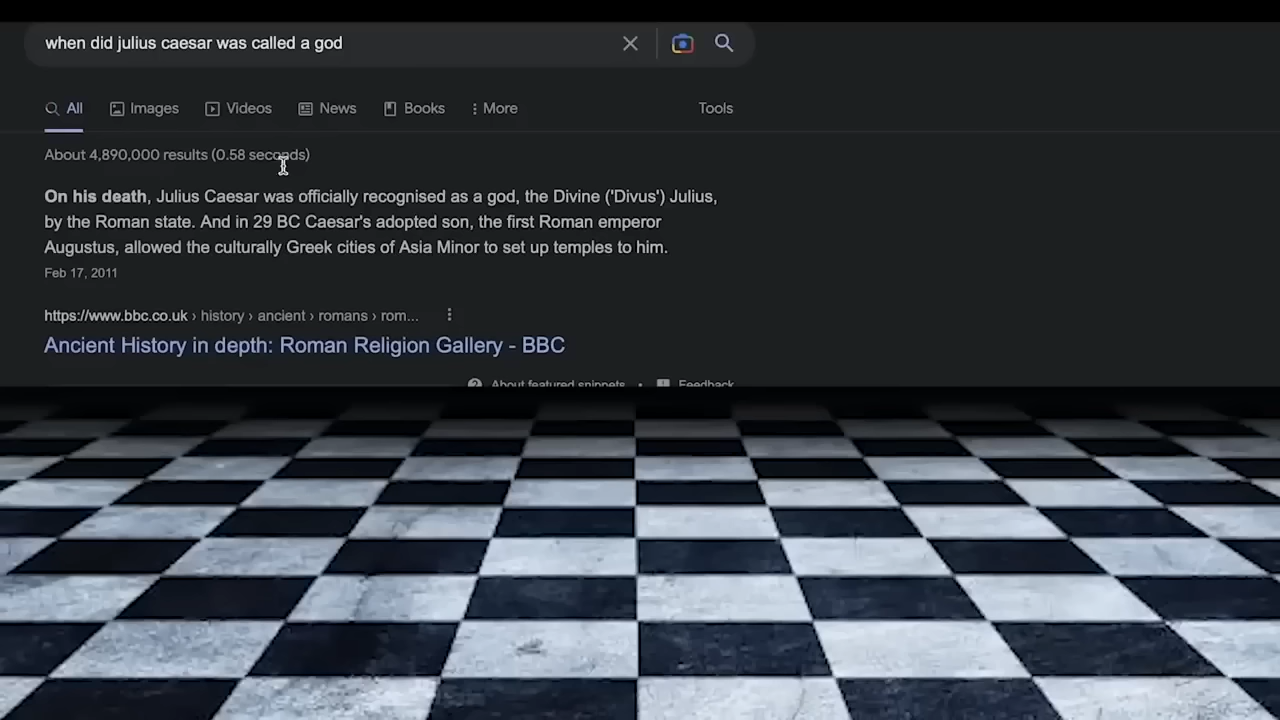 when did julius caesar was called a god
All Images Videos News Books More Tools
About 4,890,000 results (0.58 seconds)
On his death, Julius Caesar was officially recognised as a god, the Divine ('Divus') Julius,
by the Roman state. And in 29 BC Caesar's adopted son, the first Roman emperor
Augustus, allowed the culturally Greek cities of Asia Minor to set up temples to him.
Feb 17, 2011
https://www.bbc.co.uk › history › ancient › romans › rom...
Ancient History in depth: Roman Religion Gallery - BBC
About featured snippets • Feedback